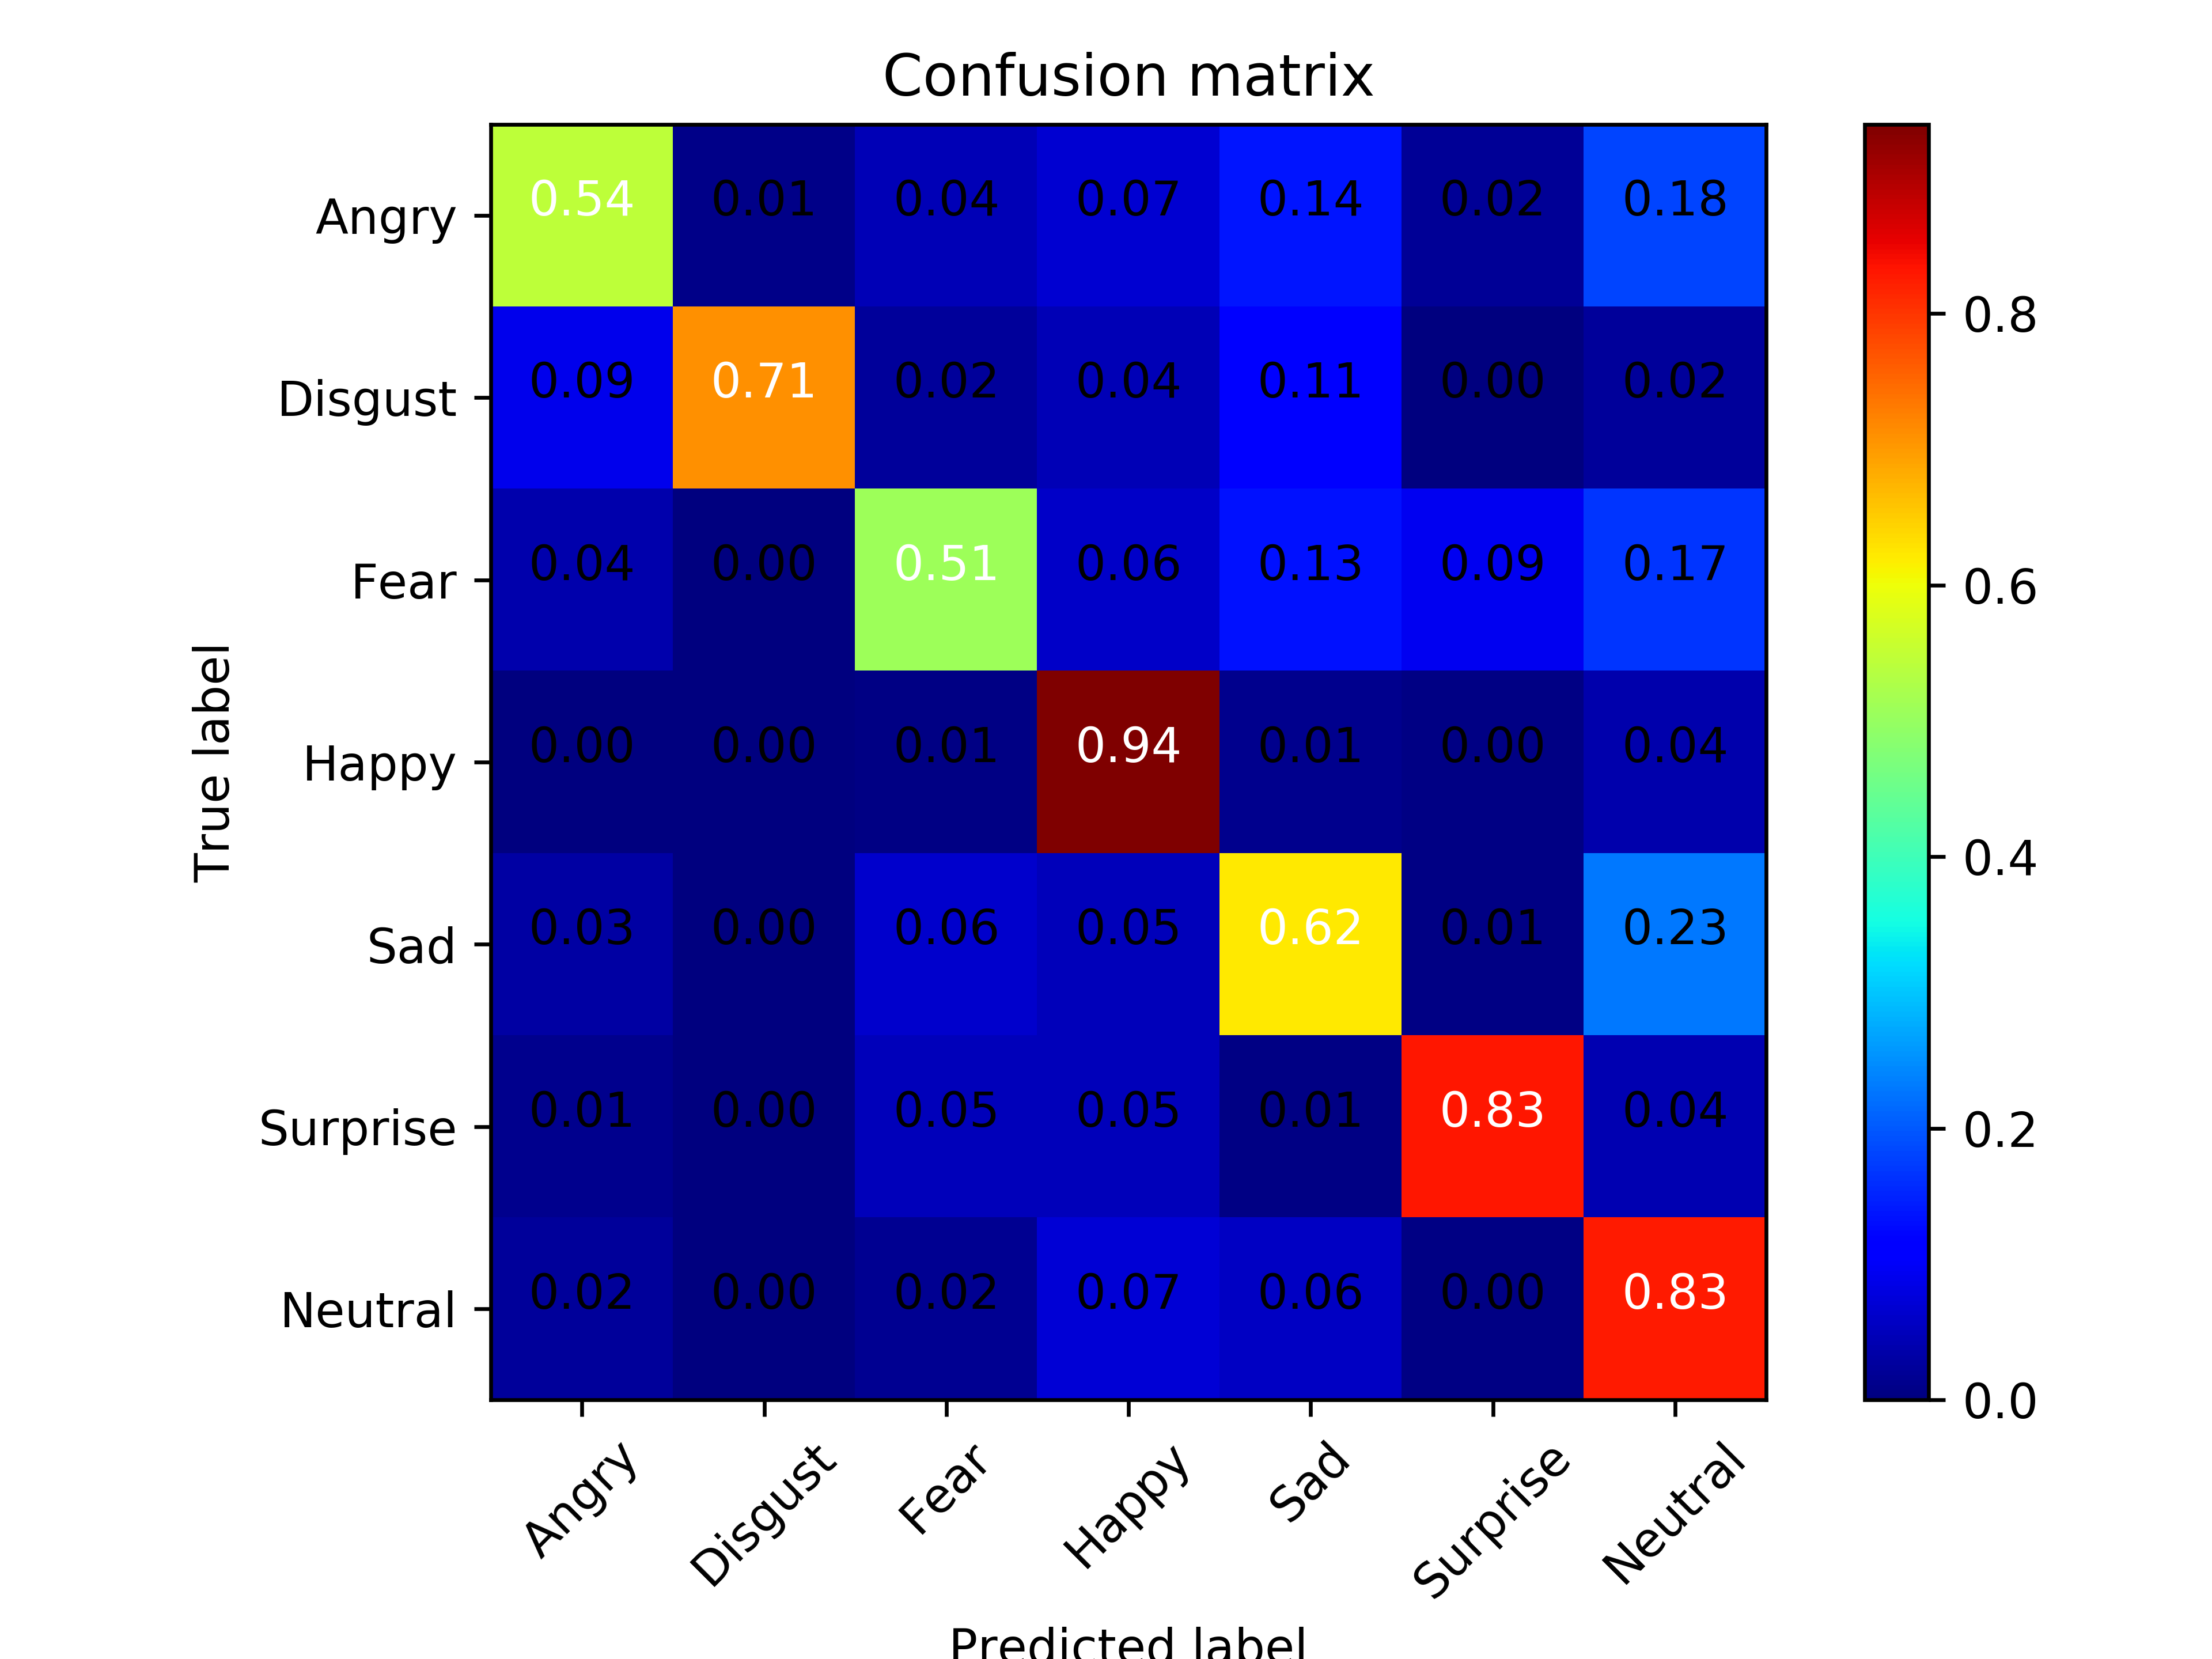 Confusion matrix
Angry 0.54 0.01 0.04 0.07 0.14 0.02 0.18
Disgust 0.09 0.71 0.02 0.04 0.11 0.00 0.02
Fear 0.04 0.00 0.51 0.06 0.13 0.09 0.17
Happy 0.00 0.00 0.01 0.94 0.01 0.00 0.04
Sad 0.03 0.00 0.06 0.05 0.62 0.01 0.23
Surprise 0.01 0.00 0.05 0.05 0.01 0.83 0.04
Neutral 0.02 0.00 0.02 0.07 0.06 0.00 0.83
True label
Angry Disgust Fear Happy Sad Surprise Neutral
Predicted label
0.8
0.6
0.4
0.2
0.0